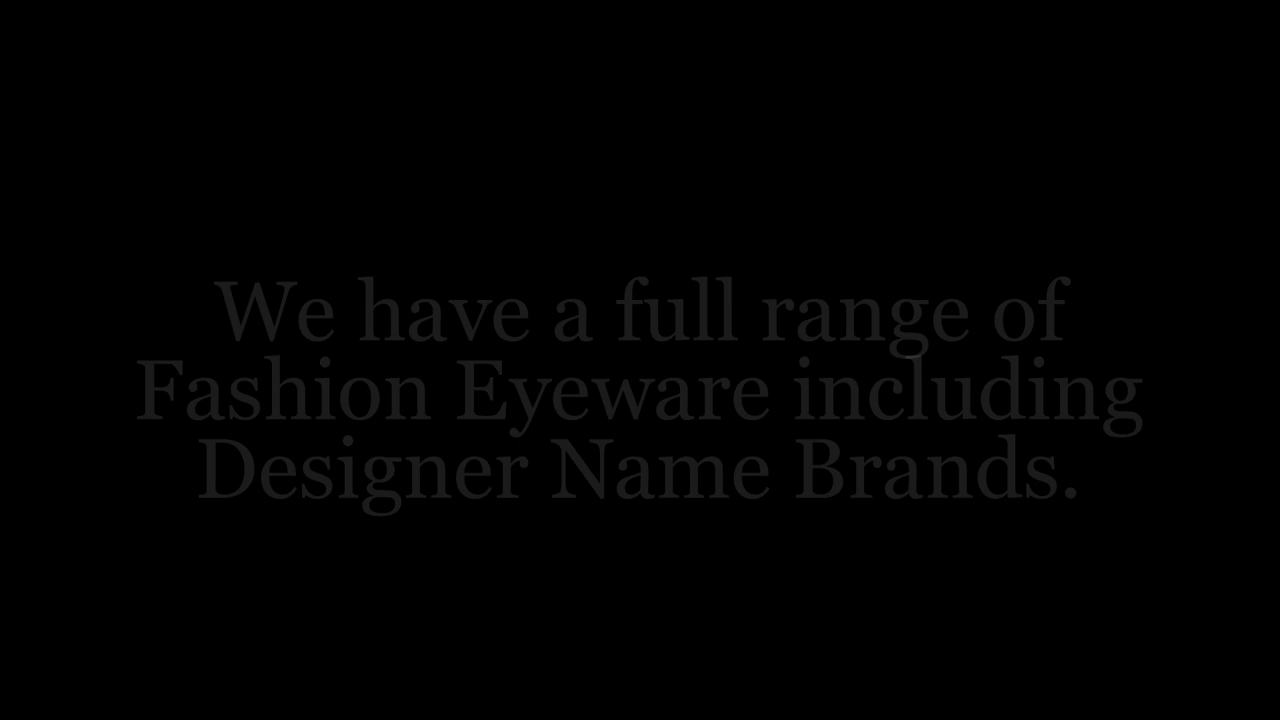 We have a full range of
Fashion Eyeware including
Designer Name Brands.